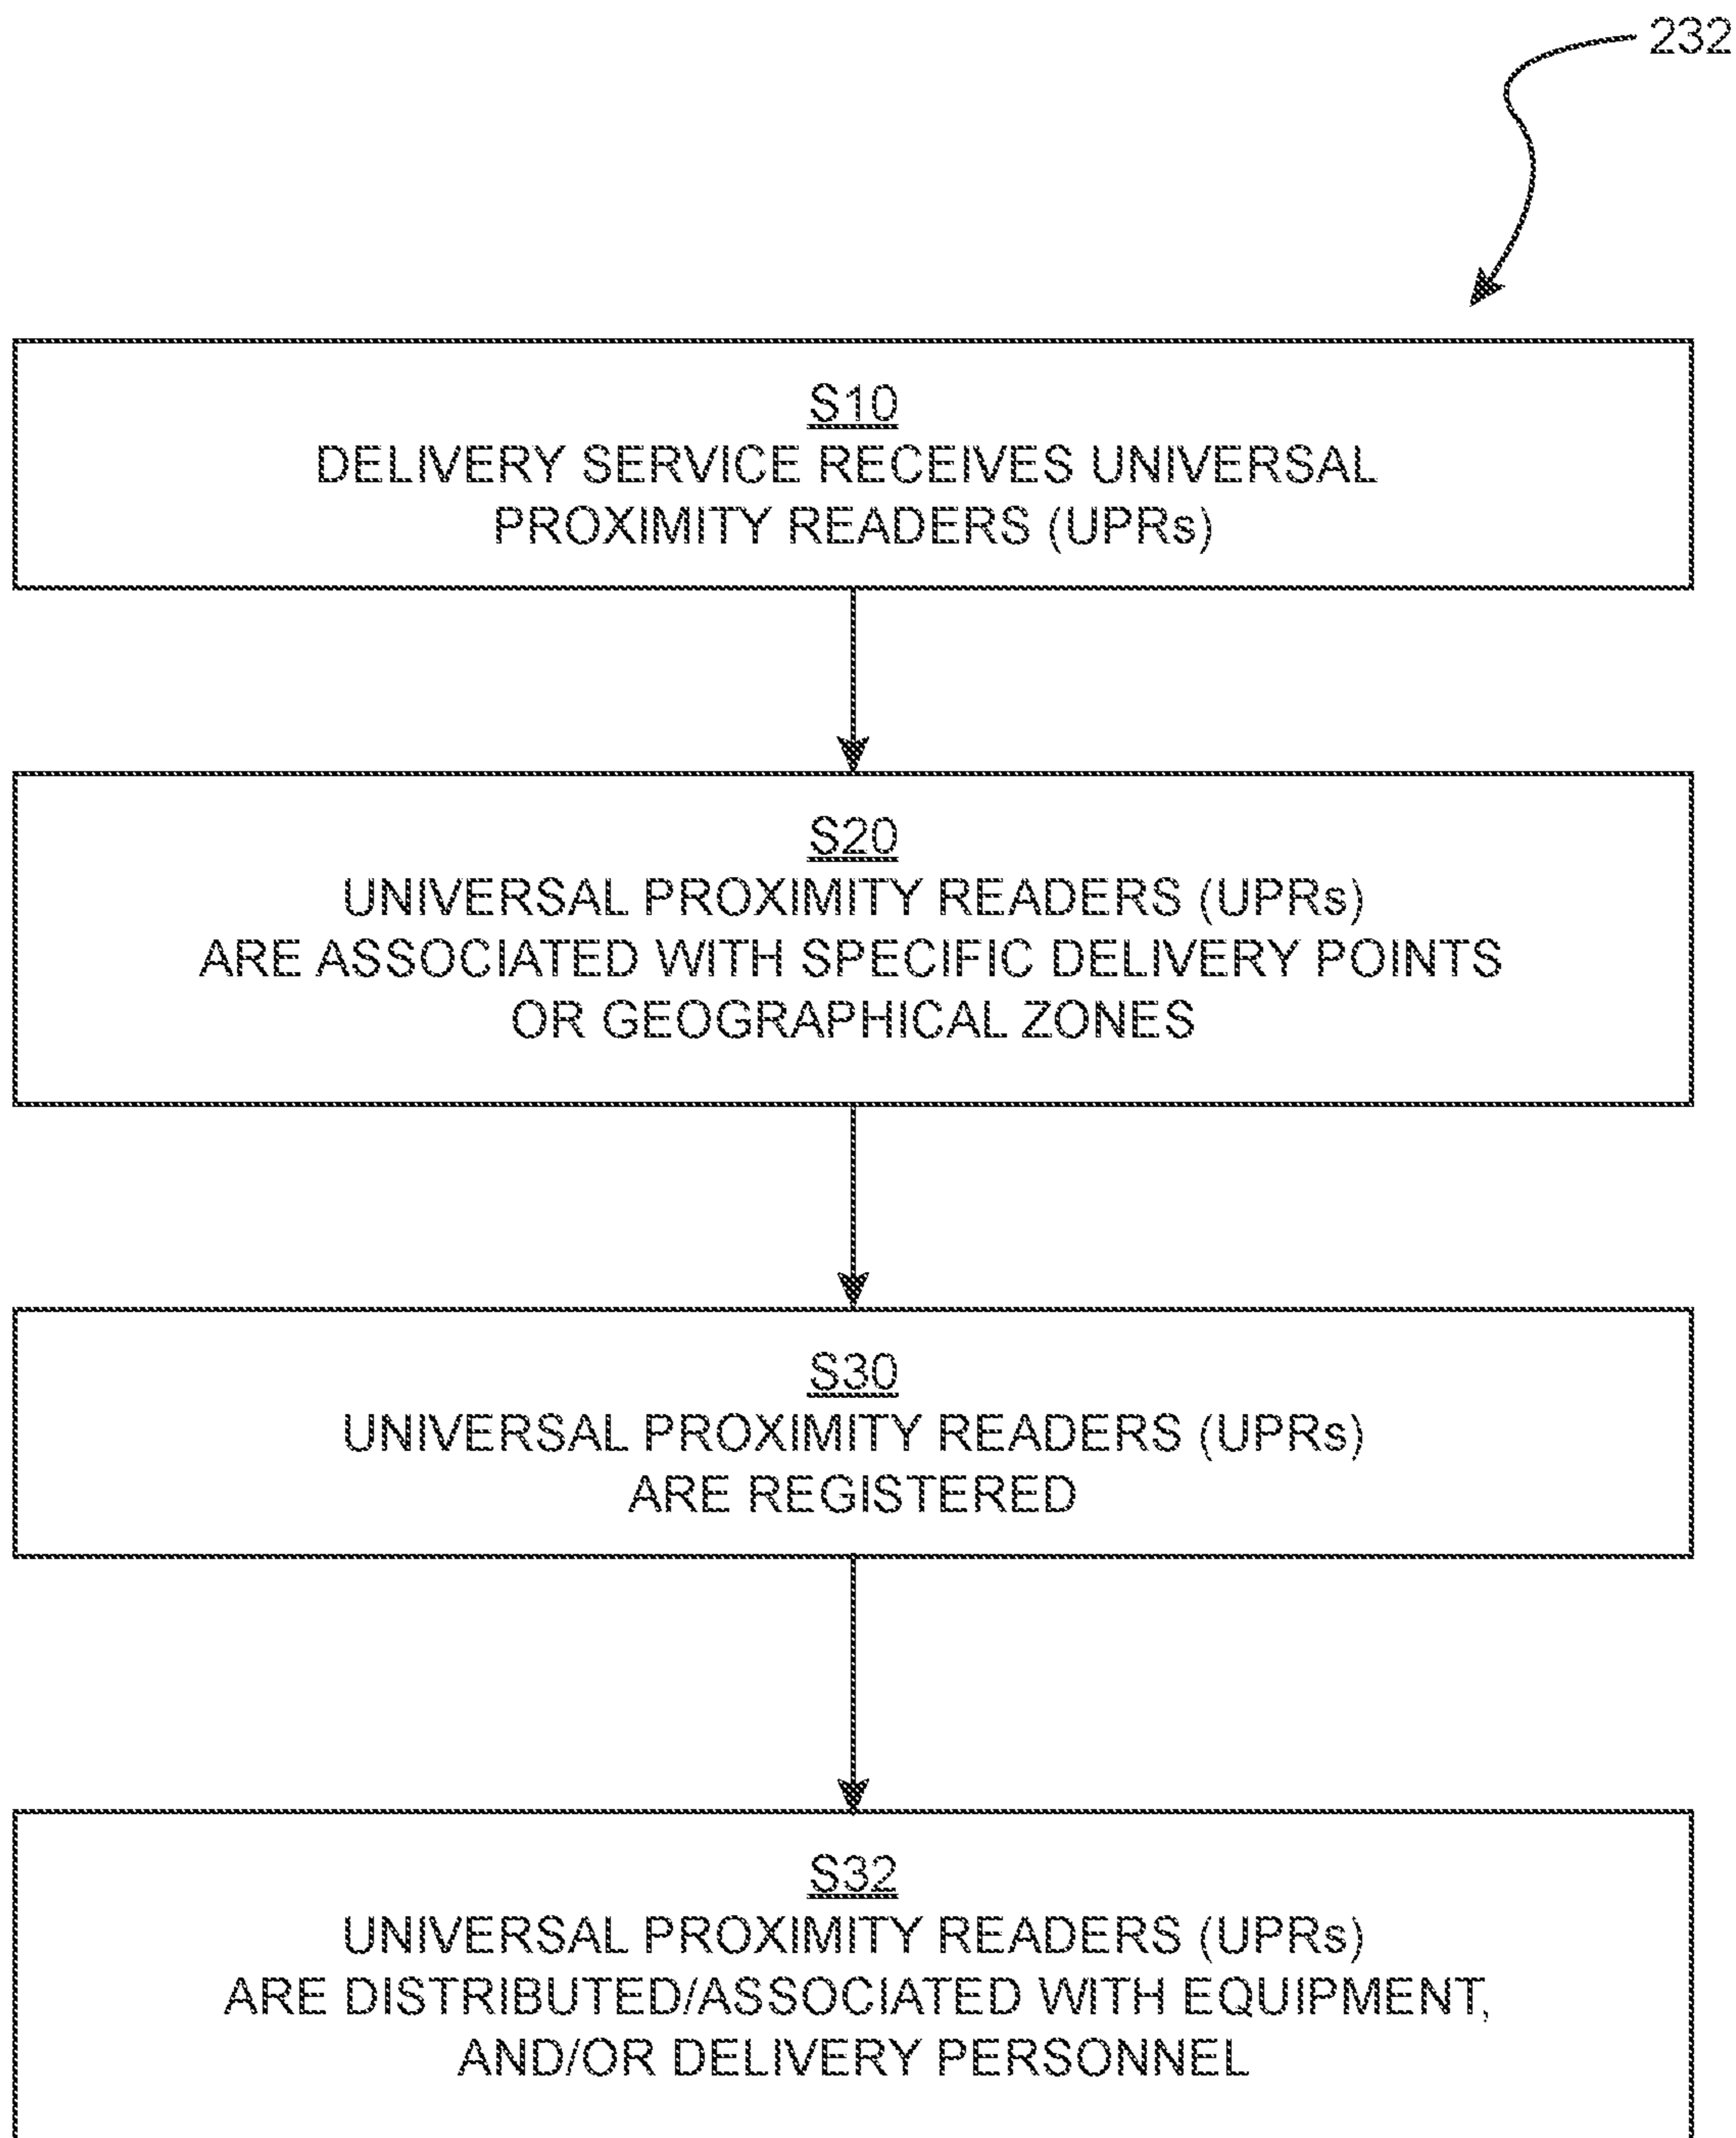 232
S10
DELIVERY SERVICE RECEIVES UNIVERSAL
PROXIMITY READERS (UPRs)
S20
UNIVERSAL PROXIMITY READERS (UPRs)
ARE ASSOCIATED WITH SPECIFIC DELIVERY POINTS
OR GEOGRAPHICAL ZONES
S30
UNIVERSAL PROXIMITY READERS (UPRs)
ARE REGISTERED
S32
UNIVERSAL PROXIMITY READERS (UPRs)
ARE DISTRIBUTED/ASSOCIATED WITH EQUIPMENT,
AND/OR DELIVERY PERSONNEL